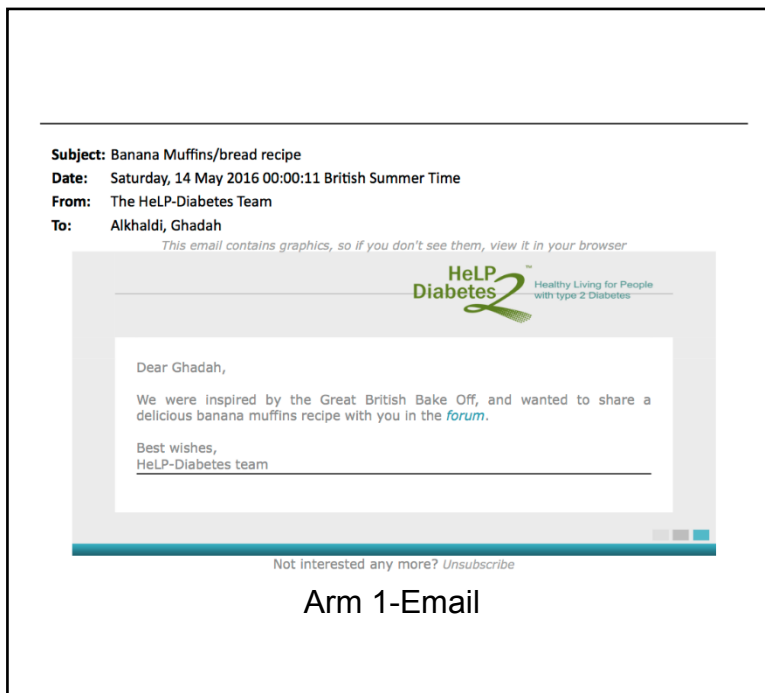 Subject: Banana Muffins/bread recipe
Date: Saturday, 14 May 2016 00:00:11 British Summer Time
From: The HeLP-Diabetes Team
To: Alkhaldi, Ghadah
This email contains graphics, so if you don't see them, view it in your browser
HeLP
Diabetes 2 ™
Healthy Living for People
with type 2 Diabetes
Dear Ghadah,
We were inspired by the Great British Bake Off, and wanted to share a
delicious banana muffins recipe with you in the forum.
Best wishes,
HeLP-Diabetes team
Not interested any more? Unsubscribe
Arm 1-Email